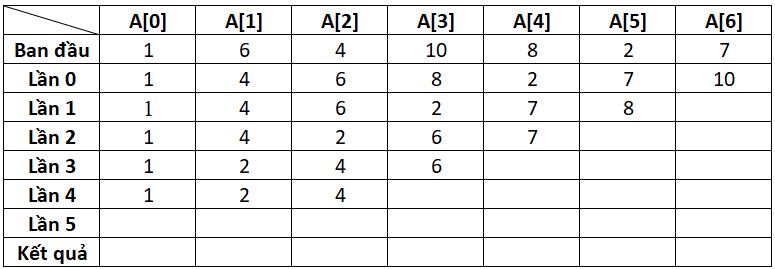 A[0] A[1] A[2] A[3] A[4] A[5] A[6]
Ban đầu 1 6 4 10 8 2 7
Lần 0 1 4 6 8 2 7 10
Lần 1 1 4 6 2 7 8
Lần 2 1 4 2 6 7
Lần 3 1 2 4 6
Lần 4 1 2 4
Lần 5
Kết quả